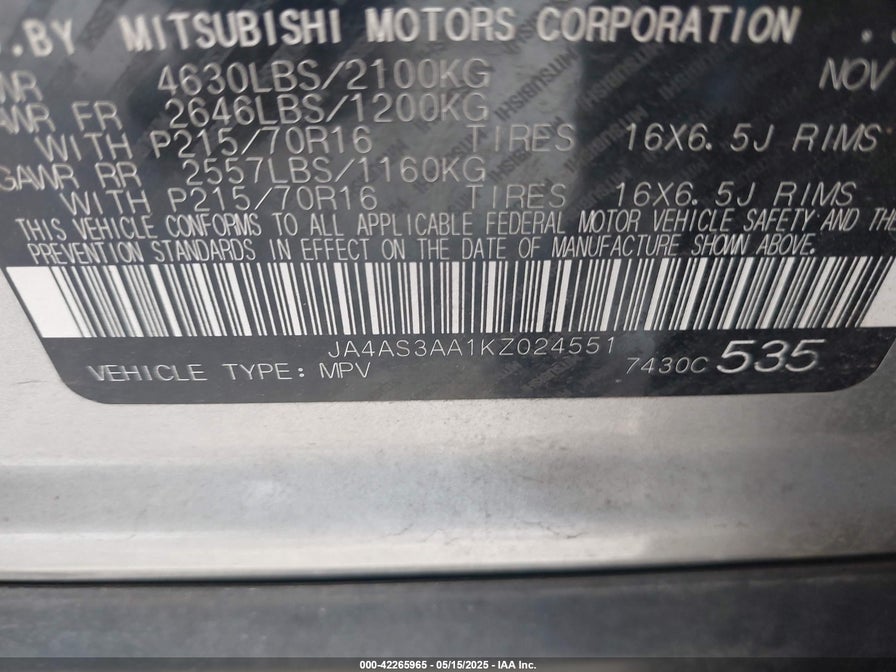 .BY MITSUBISHI MOTORS CORPORATION
4630LBS/2100KG NOV
FR 2646LBS/1200KG
WITH P215/70R16 TIRES 16X6.5J RIMS
GAWR RR 2557LBS/1160KG
WITH P215/70R16 TIRES 16X6.5J RIMS
THIS VEHICLE CONFORMS TO ALL APPLICABLE FEDERAL MOTOR VEHICLE SAFETY AND THE
PREVENTION STANDARDS IN EFFECT ON THE DATE OF MANUFACTURE SHOWN ABOVE.
JA4AS3AA1KZ024551
VEHICLE TYPE: MPV 7430C 535
000-42265965 - 05/15/2025 - IAA Inc.